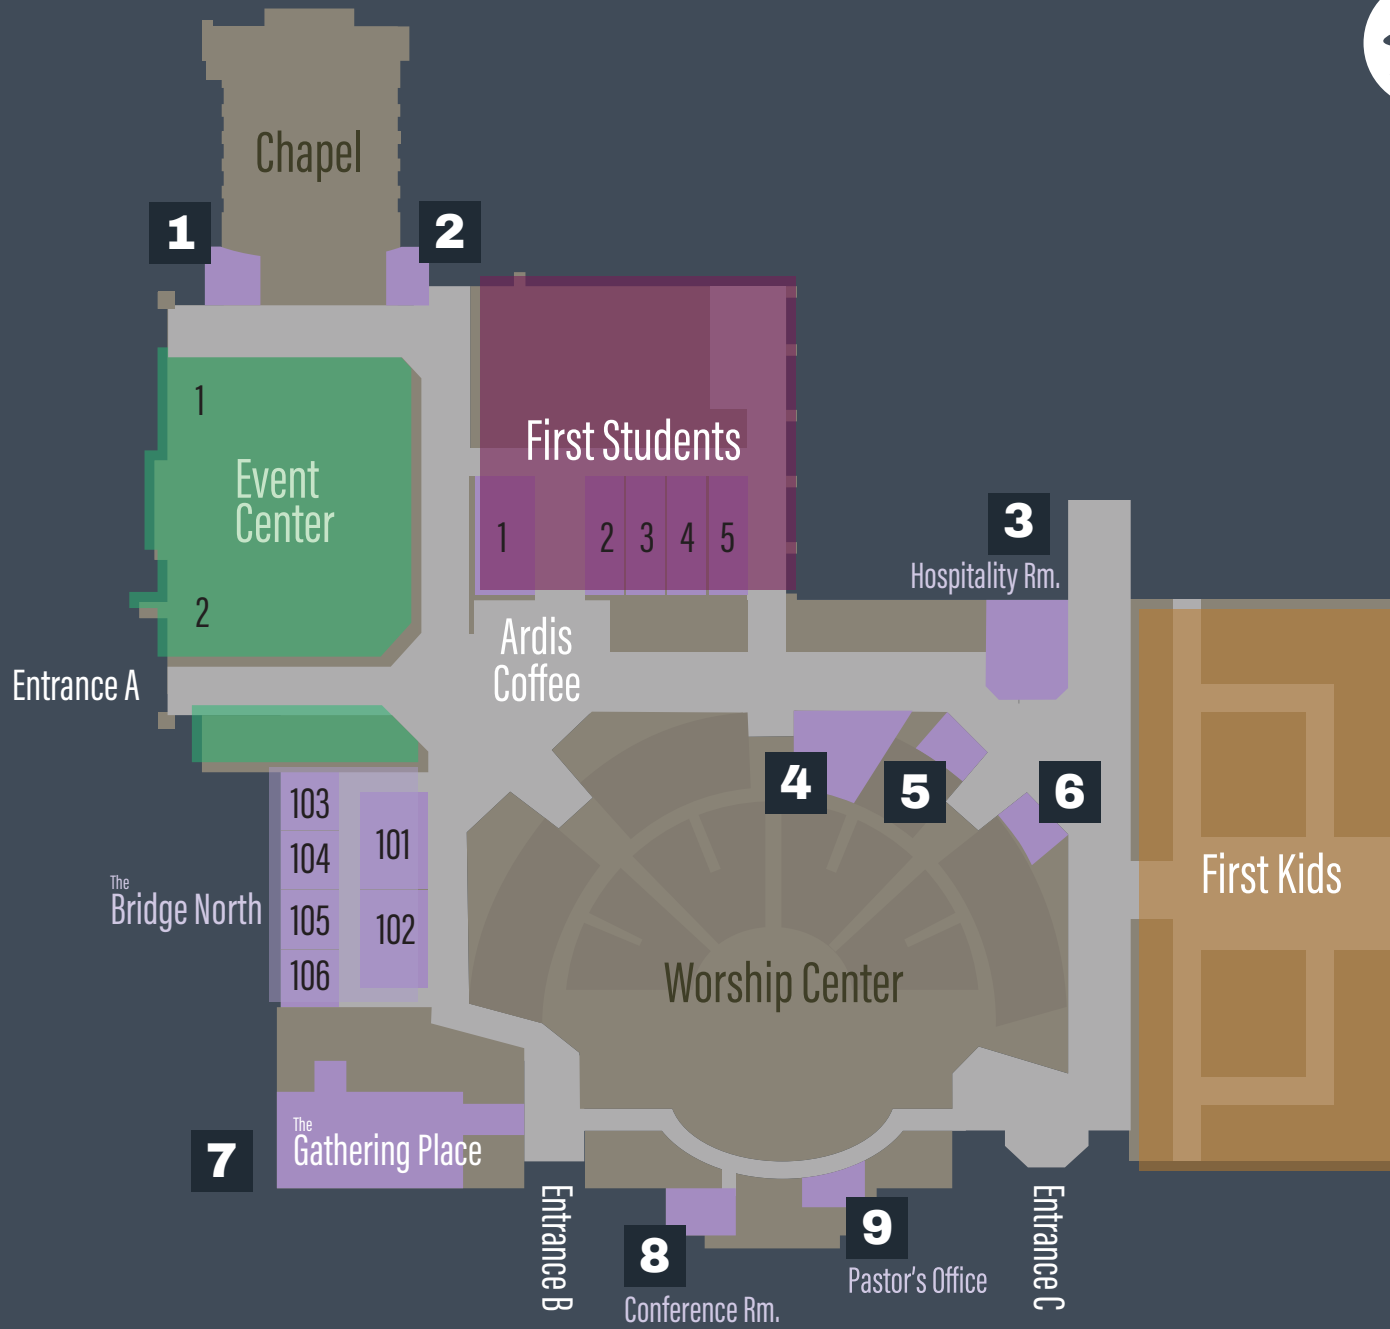 Chapel
1
2
1
Event
Center
2
First Students
1
2
3
4
5
3
Hospitality Rm.
Ardis
Coffee
Entrance A
4
5
6
103
104
105
106
101
102
The
Bridge North
First Kids
Worship Center
The
Gathering Place
7
Entrance B
8
Conference Rm.
9
Pastor's Office
Entrance C